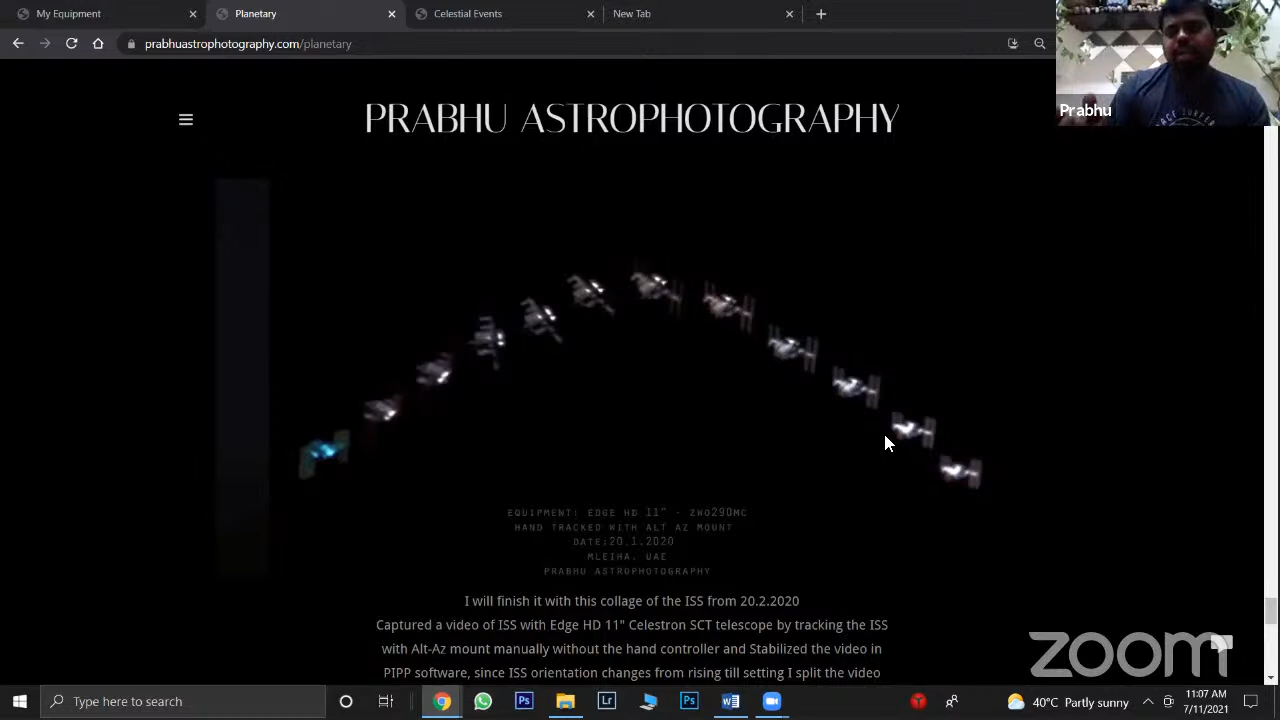 My Equipment
Planetary
Celestial Events
New Tab
prabhuastrophotography.com/planetary
Prabhu
PRABHU ASTROPHOTOGRAPHY
EQUIPMENT: EDGE HD 11" - ZWO290MC
HAND TRACKED WITH ALT AZ MOUNT
DATE:20.1.2020
MLEIHA, UAE
PRABHU ASTROPHOTOGRAPHY
I will finish it with this collage of the ISS from 20.2.2020
Captured a video of ISS with Edge HD 11" Celestron SCT telescope by tracking the ISS
with Alt-Az mount manually without the hand controller and Stabilized the video in
PIPP software, since ISS orientation changes from rising till setting I split the video
zoom
Type here to search
Ps
Lr
Ps
40°C Partly sunny
11:07 AM
7/11/2021